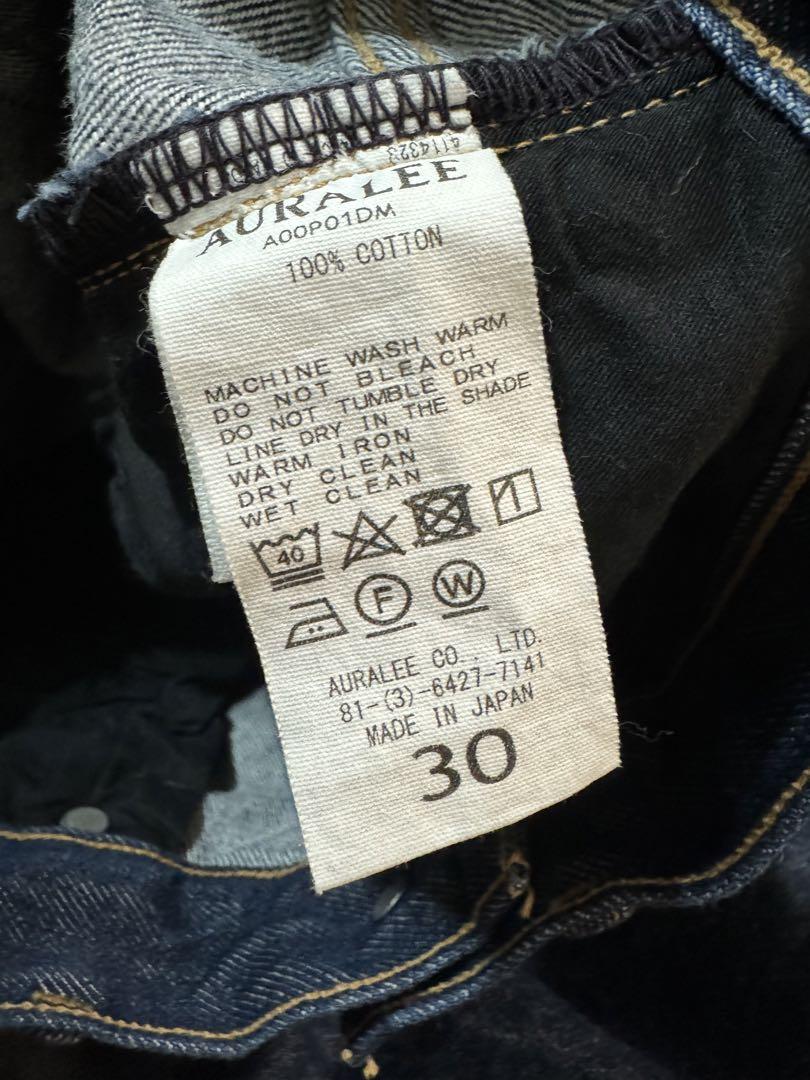 4114323
AURALEE
A00P01DM
100% COTTON
MACHINE WASH WARM
DO NOT BLEACH
DO NOT TUMBLE DRY
LINE DRY IN THE SHADE
WARM IRON
DRY CLEAN
WET CLEAN
40
F W
AURALEE CO., LTD.
81-(3)-6427-7141
MADE IN JAPAN
30